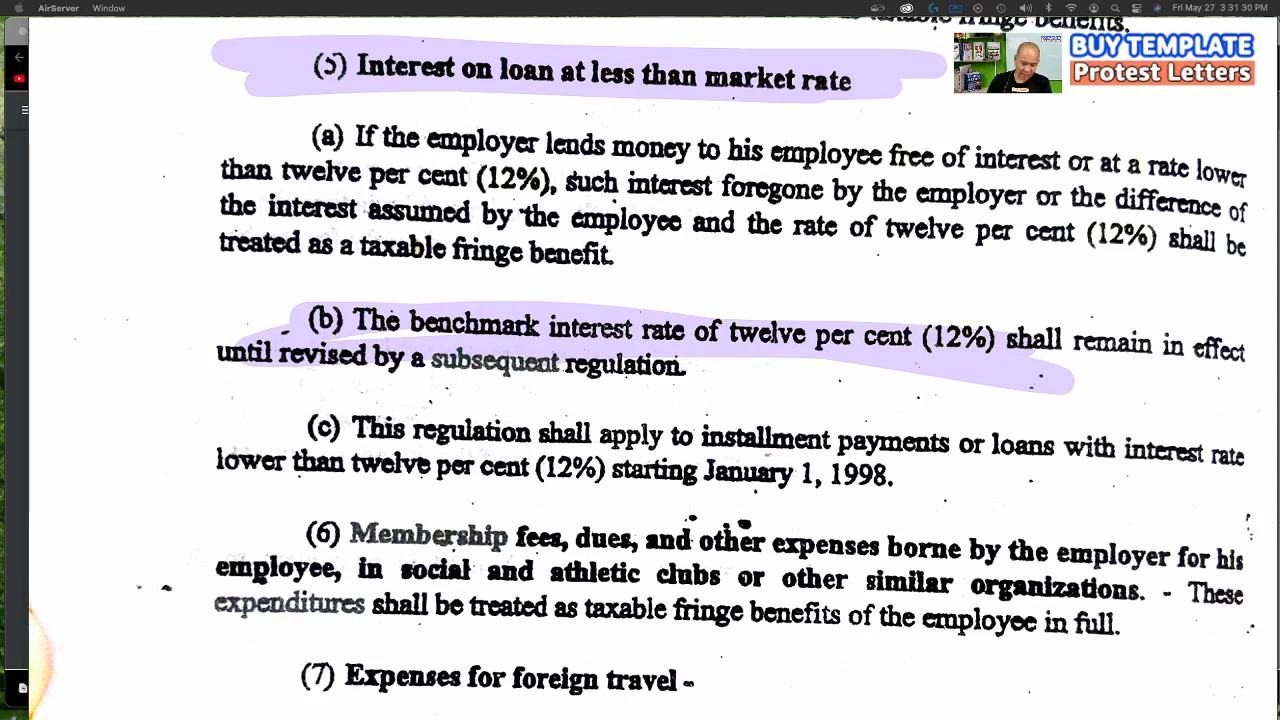 AirServer Window
Fri May 27 3:31:30 PM
taxable fringe benefits.
BUY TEMPLATE
Protest Letters
(5) Interest on loan at less than market rate
(a) If the employer lends money to his employee free of interest or at a rate lower
than twelve per cent (12%), such interest foregone by the employer or the difference of
the interest assumed by the employee and the rate of twelve per cent (12%) shall be
treated as a taxable fringe benefit.
(b) The benchmark interest rate of twelve per cent (12%) shall remain in effect
until revised by a subsequent regulation.
(c) This regulation shall apply to installment payments or loans with interest rate
lower than twelve per cent (12%) starting January 1, 1998.
(6) Membership fees, dues, and other expenses borne by the employer for his
employee, in social and athletic clubs or other similar organizations. - These
expenditures shall be treated as taxable fringe benefits of the employee in full.
(7) Expenses for foreign travel -